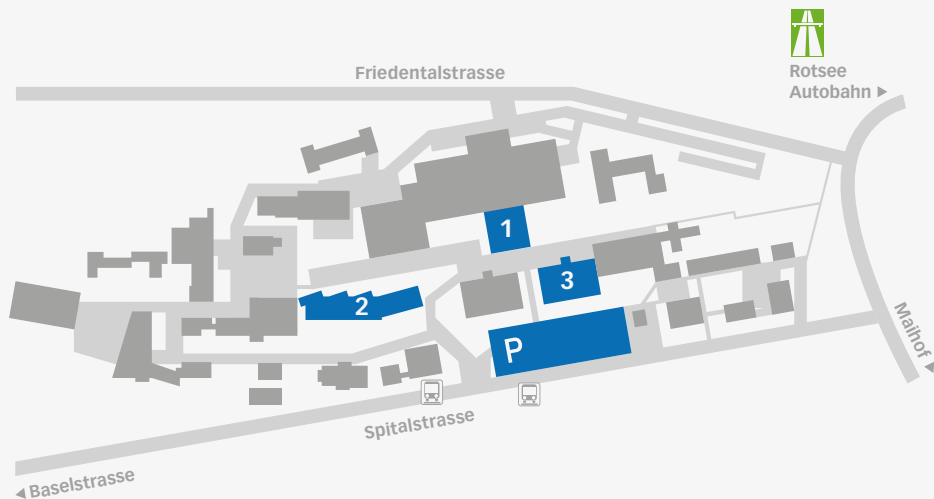 Friedentalstrasse
Rotsee
Autobahn
1
3
2
P
Maihof
Spitalstrasse
Baselstrasse